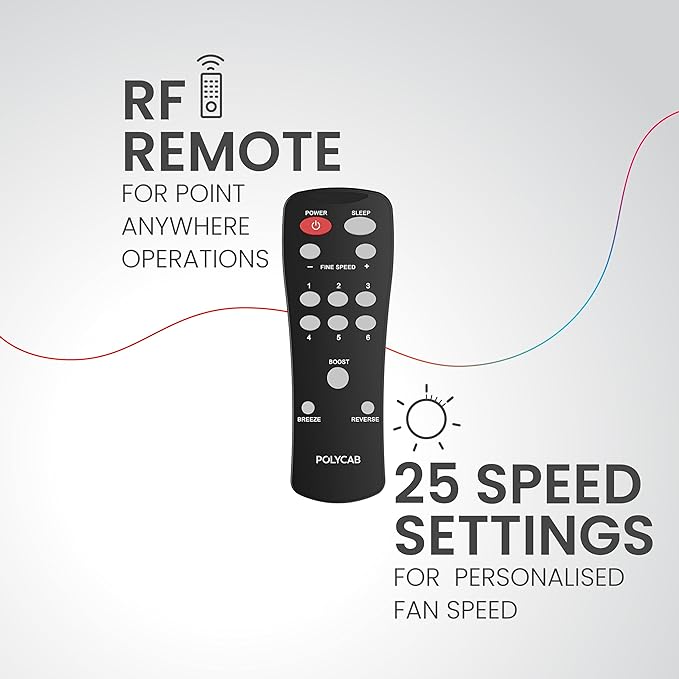 RF
REMOTE
FOR POINT
ANYWHERE
OPERATIONS
POWER SLEEP
− FINE SPEED +
1 2 3
4 5 6
BOOST
BREEZE REVERSE
POLYCAB
25 SPEED
SETTINGS
FOR PERSONALISED
FAN SPEED